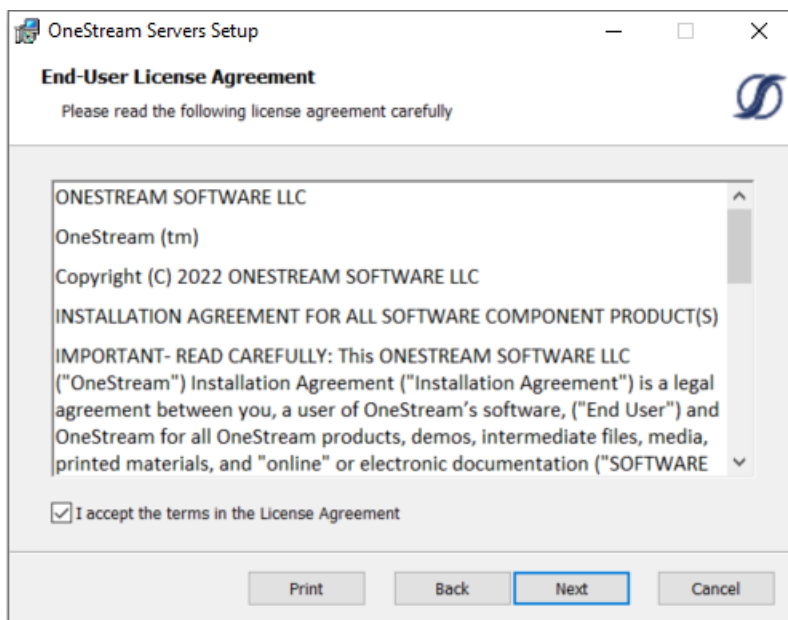 OneStream Servers Setup
End-User License Agreement
Please read the following license agreement carefully
ONESTREAM SOFTWARE LLC
OneStream (tm)
Copyright (C) 2022 ONESTREAM SOFTWARE LLC
INSTALLATION AGREEMENT FOR ALL SOFTWARE COMPONENT PRODUCT(S)
IMPORTANT- READ CAREFULLY: This ONESTREAM SOFTWARE LLC
("OneStream") Installation Agreement ("Installation Agreement") is a legal
agreement between you, a user of OneStream's software, ("End User") and
OneStream for all OneStream products, demos, intermediate files, media,
printed materials, and "online" or electronic documentation ("SOFTWARE
I accept the terms in the License Agreement
Print Back Next Cancel